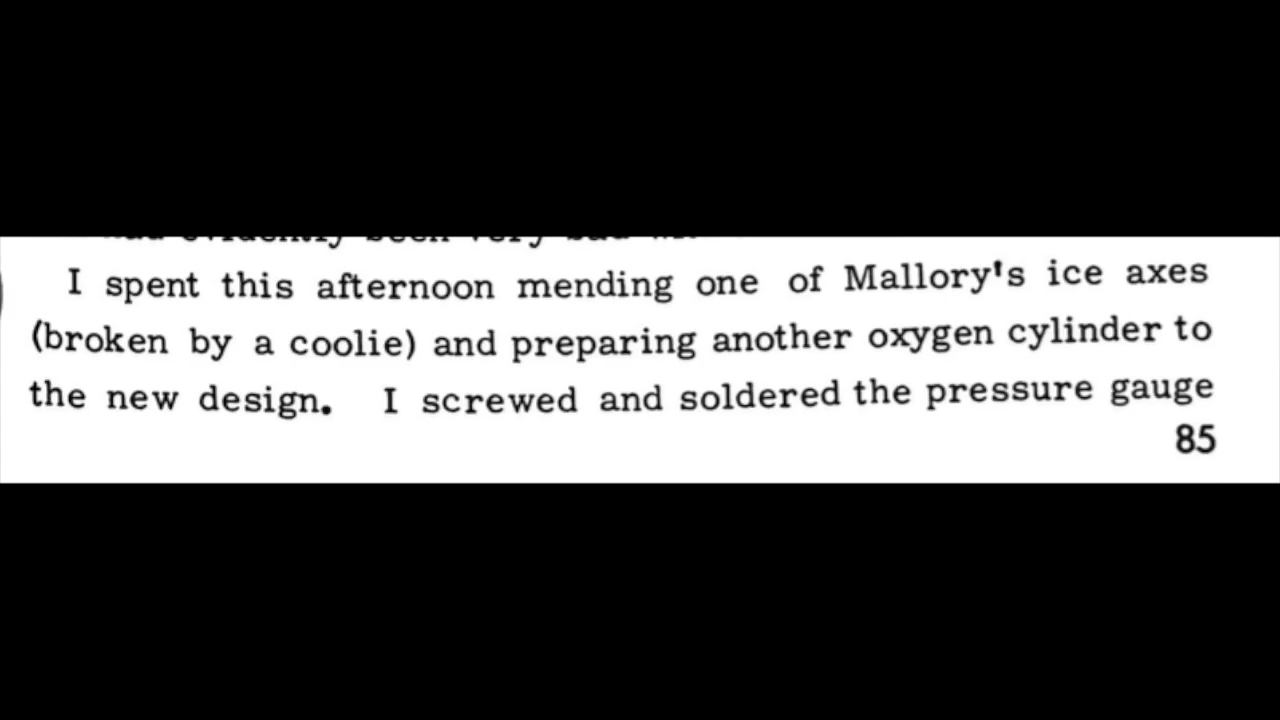 I spent this afternoon mending one of Mallory's ice axes
(broken by a coolie) and preparing another oxygen cylinder to
the new design. I screwed and soldered the pressure gauge
85